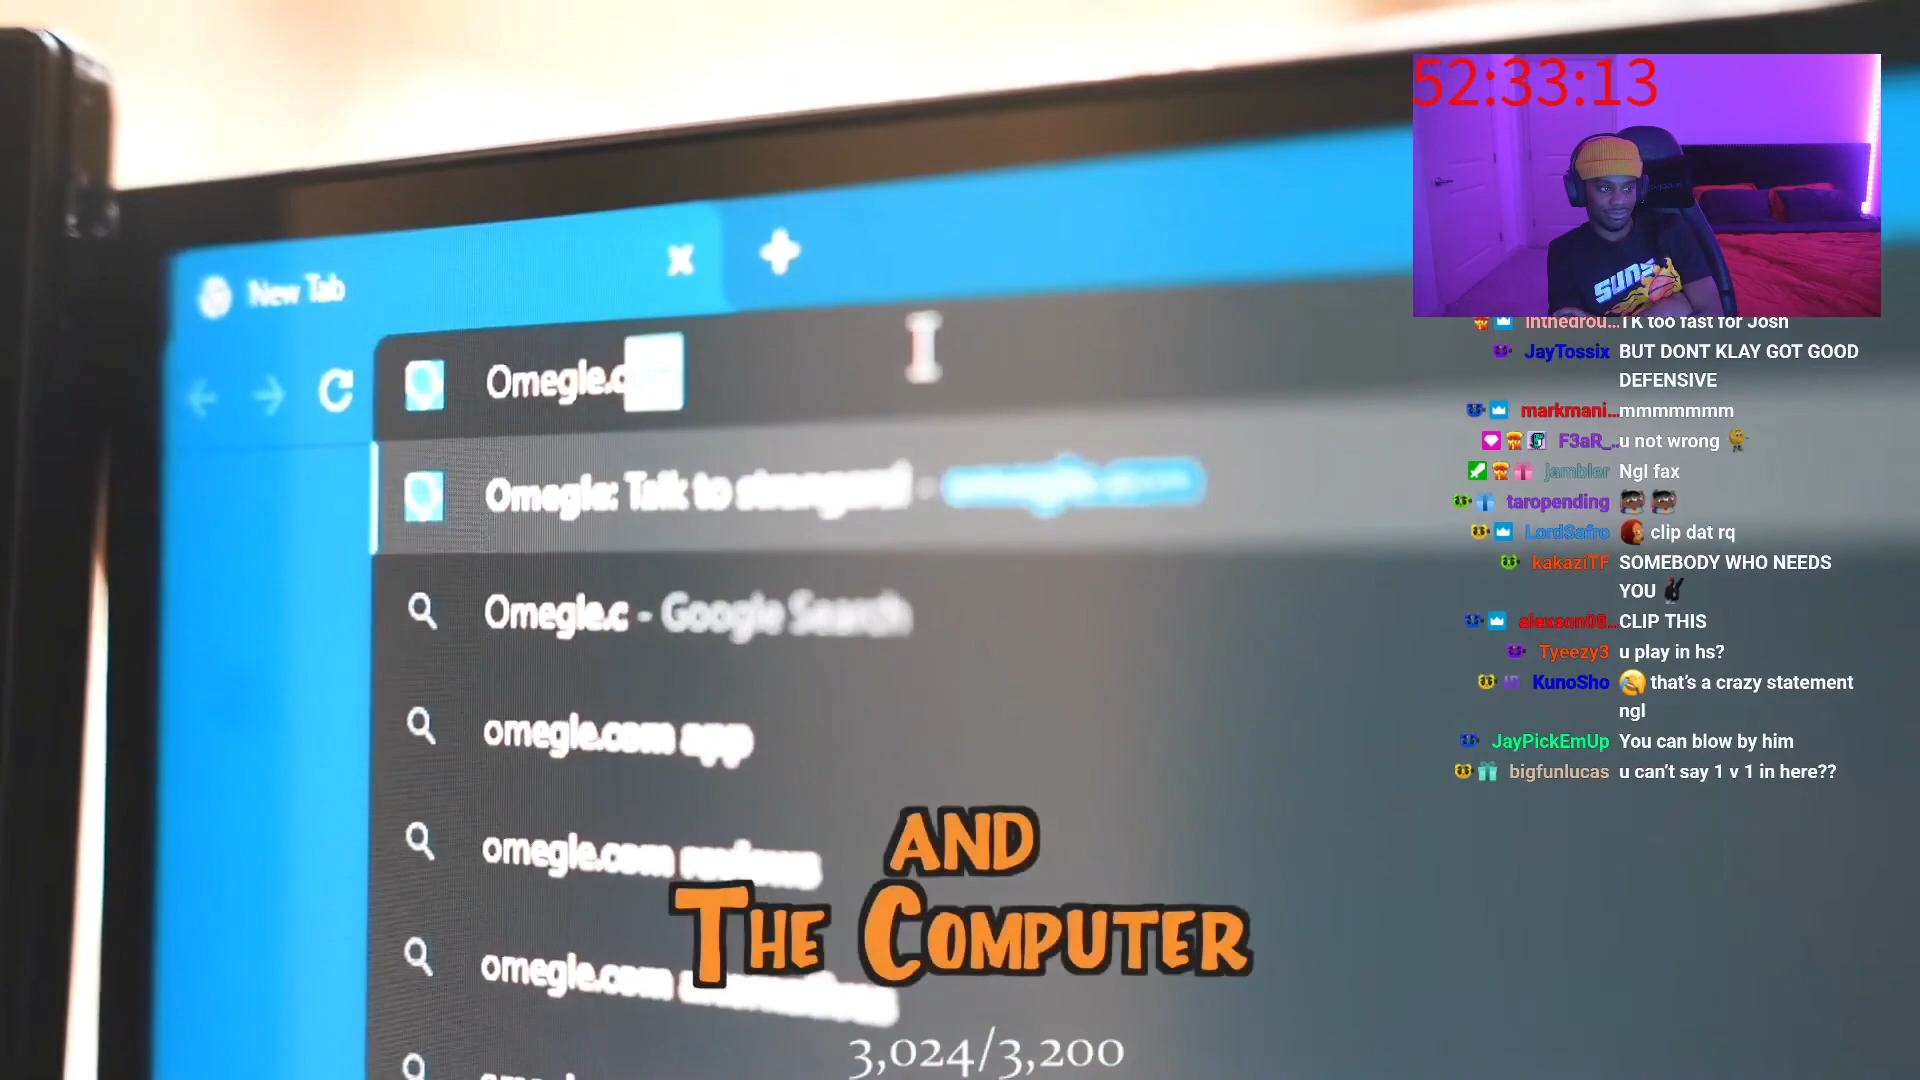 52:33:13
New Tab
Omegle.c
Omegle: Talk to strangers! -
Omegle.c - Google Search
omegle.com app
omegle.com
omegle.com
SUNS
inthedrou...TK too fast for Josh
JayTossix BUT DONT KLAY GOT GOOD
DEFENSIVE
markmani...mmmmmmm
F3aR_..u not wrong
jambler Ngl fax
taropending
LordSafro clip dat rq
kakaziTF SOMEBODY WHO NEEDS
YOU
alexson08...CLIP THIS
Tyeezy3 u play in hs?
KunoSho that's a crazy statement
ngl
JayPickEmUp You can blow by him
bigfunlucas u can't say 1 v 1 in here??
AND
THE COMPUTER
3,024/3,200